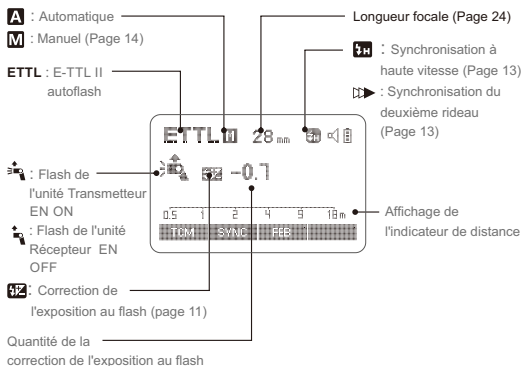 A : Automatique
M : Manuel (Page 14)
ETTL : E-TTL II
autoflash
: Flash de
l'unité Transmetteur
EN ON
: Flash de l'unité
Récepteur EN
OFF
: Correction de
l'exposition au flash (page 11)
Quantité de la
correction de l'exposition au flash
Longueur focale (Page 24)
H : Synchronisation à
haute vitesse (Page 13)
: Synchronisation du
deuxième rideau
(Page 13)
Affichage de
l'indicateur de distance
ETTL M 28 mm H
-0.7
0.5 1 2 4 9 18 m
TCM SYNC FEB